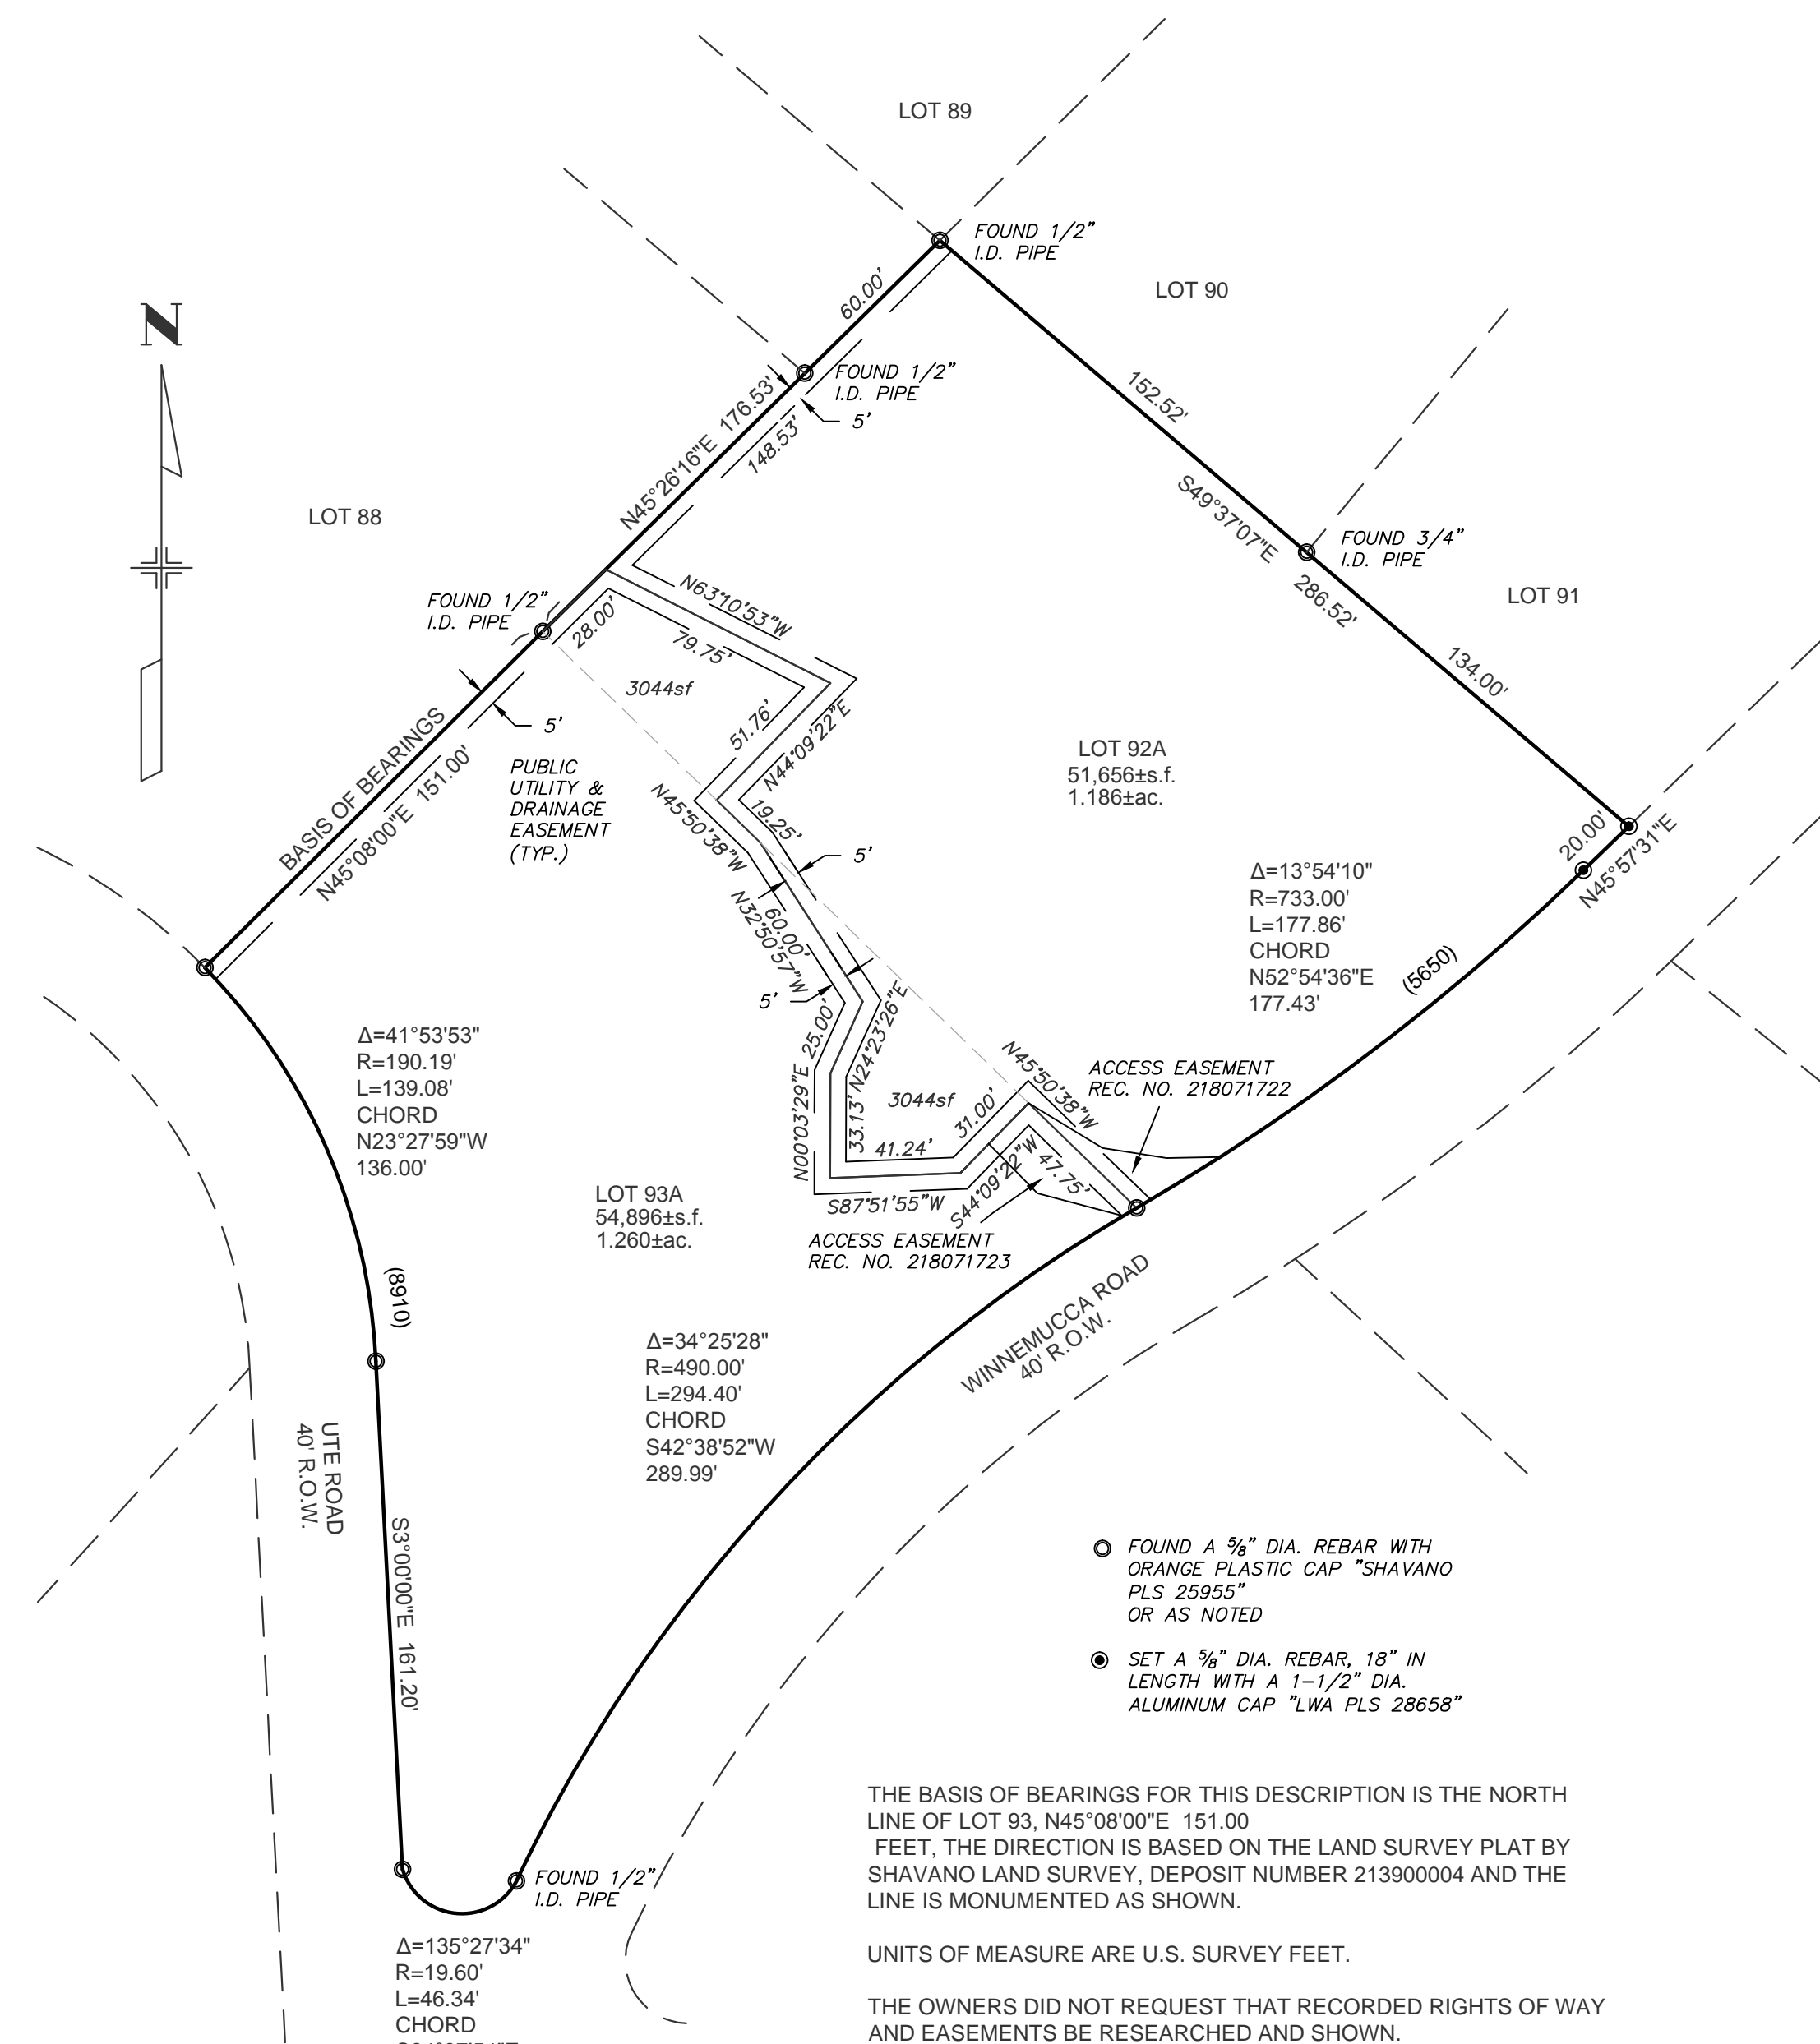 LOT 89
FOUND 1/2"
I.D. PIPE
LOT 90
60.00'
N
FOUND 1/2"
I.D. PIPE
5'
N45°26'16"E 176.53'
148.53'
152.52'
S49°37'07"E 286.52'
FOUND 3/4"
I.D. PIPE
LOT 91
134.00'
LOT 88
FOUND 1/2"
I.D. PIPE
28.00'
N63°10'53"W
79.75'
3044sf
51.76'
N44°09'22"E
5'
BASIS OF BEARINGS
N45°08'00"E 151.00'
PUBLIC
UTILITY &
DRAINAGE
EASEMENT
(TYP.)
N45°50'38"W
19.25'
5'
N32°50'57"W
60.00'
5'
LOT 92A
51,656±s.f.
1.186±ac.
20.00'
N45°57'31"E
Δ=13°54'10"
R=733.00'
L=177.86'
CHORD
N52°54'36"E
177.43'
(5650)
25.00'
N24°23'26"E
N00°03'29"E
33.13'
3044sf
41.24'
31.00'
N45°50'38"W
S87°51'55"W
S44°09'22"W
47.75'
ACCESS EASEMENT
REC. NO. 218071722
ACCESS EASEMENT
REC. NO. 218071723
Δ=41°53'53"
R=190.19'
L=139.08'
CHORD
N23°27'59"W
136.00'
LOT 93A
54,896±s.f.
1.260±ac.
(8910)
Δ=34°25'28"
R=490.00'
L=294.40'
CHORD
S42°38'52"W
289.99'
WINNEMUCCA ROAD
40' R.O.W.
UTE ROAD
40' R.O.W.
S3°00'00"E 161.20'
FOUND A 5/8" DIA. REBAR WITH
ORANGE PLASTIC CAP "SHAVANO
PLS 25955"
OR AS NOTED
SET A 5/8" DIA. REBAR, 18" IN
LENGTH WITH A 1-1/2" DIA.
ALUMINUM CAP "LWA PLS 28658"
FOUND 1/2"
I.D. PIPE
Δ=135°27'34"
R=19.60'
L=46.34'
CHORD
THE BASIS OF BEARINGS FOR THIS DESCRIPTION IS THE NORTH
LINE OF LOT 93, N45°08'00"E 151.00
FEET, THE DIRECTION IS BASED ON THE LAND SURVEY PLAT BY
SHAVANO LAND SURVEY, DEPOSIT NUMBER 213900004 AND THE
LINE IS MONUMENTED AS SHOWN.
UNITS OF MEASURE ARE U.S. SURVEY FEET.
THE OWNERS DID NOT REQUEST THAT RECORDED RIGHTS OF WAY
AND EASEMENTS BE RESEARCHED AND SHOWN.